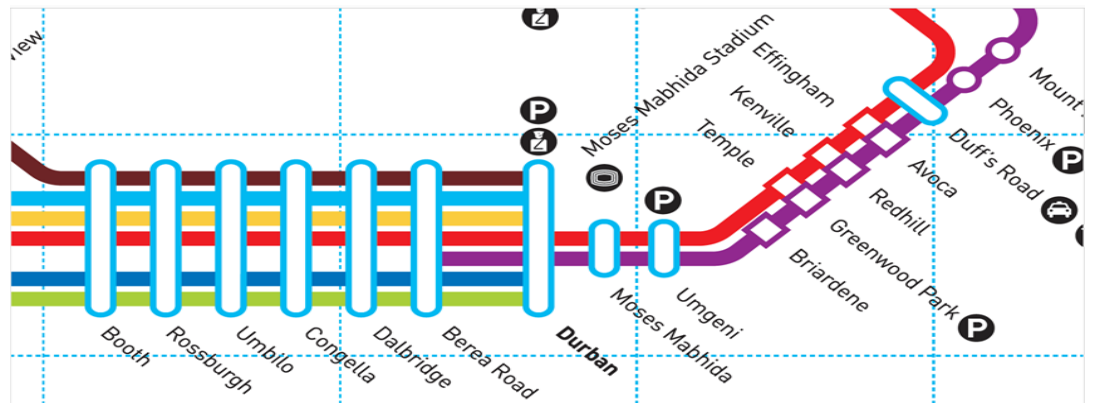 Moses Mabhida Stadium
Effingham
Kenville
Temple
P
P
P
P
Mount
Phoenix
Duff's Road
Avoca
Redhill
Greenwood Park
Briardene
Umgeni
Moses Mabhida
Durban
Berea Road
Dalbridge
Congella
Umbilo
Rossburgh
Booth